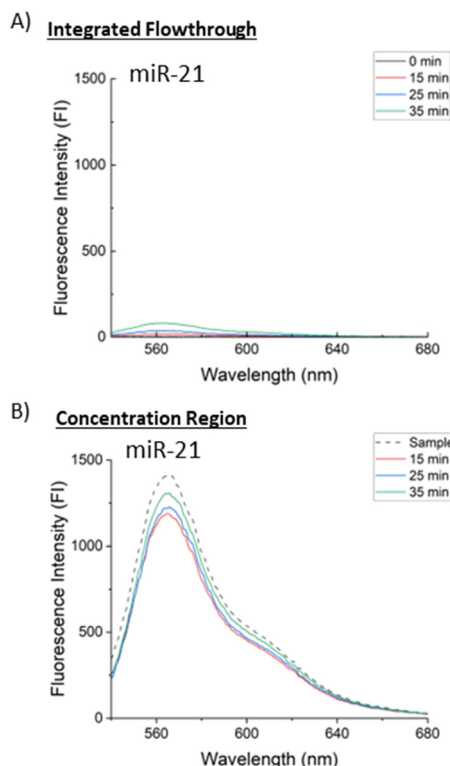 A) Integrated Flowthrough
miR-21
0 min
15 min
25 min
35 min
1500
1000
500
0
Fluorescence Intensity (FI)
560 600 640 680
Wavelength (nm)
B) Concentration Region
miR-21
Sample
15 min
25 min
35 min
1500
1000
500
0
Fluorescence Intensity (FI)
560 600 640 680
Wavelength (nm)